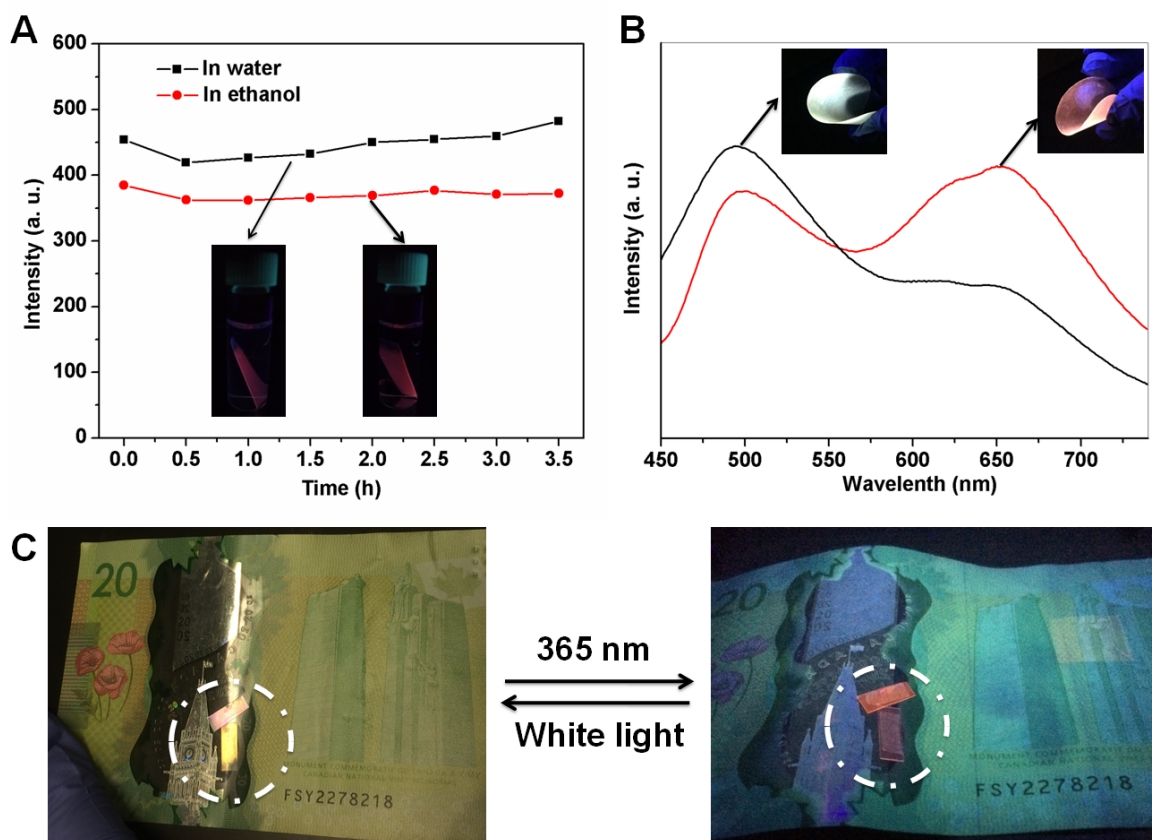 A
600
500
400
300
200
100
0
Intensity (a. u.)
In water
In ethanol
0.0 0.5 1.0 1.5 2.0 2.5 3.0 3.5
Time (h)
B
Intensity (a. u.)
450 500 550 600 650 700
Wavelenth (nm)
C
20
FSY2278218
365 nm
White light
20
FSY2278218